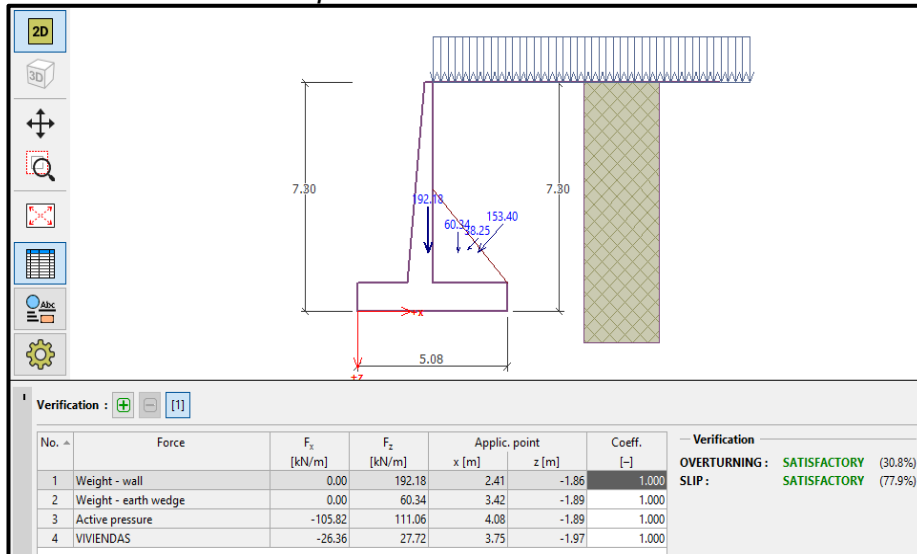 2D
3D
7.30
7.30
192.18
60.34
38.25
153.40
+x
5.08
+z
Abc
Verification : [1]
No. Force Fx Fz Applic. point Coeff.
[kN/m] [kN/m] x [m] z [m] [–]
1 Weight - wall 0.00 192.18 2.41 -1.86 1.000
2 Weight - earth wedge 0.00 60.34 3.42 -1.89 1.000
3 Active pressure -105.82 111.06 4.08 -1.89 1.000
4 VIVIENDAS -26.36 27.72 3.75 -1.97 1.000
Verification
OVERTURNING : SATISFACTORY (30.8%)
SLIP : SATISFACTORY (77.9%)